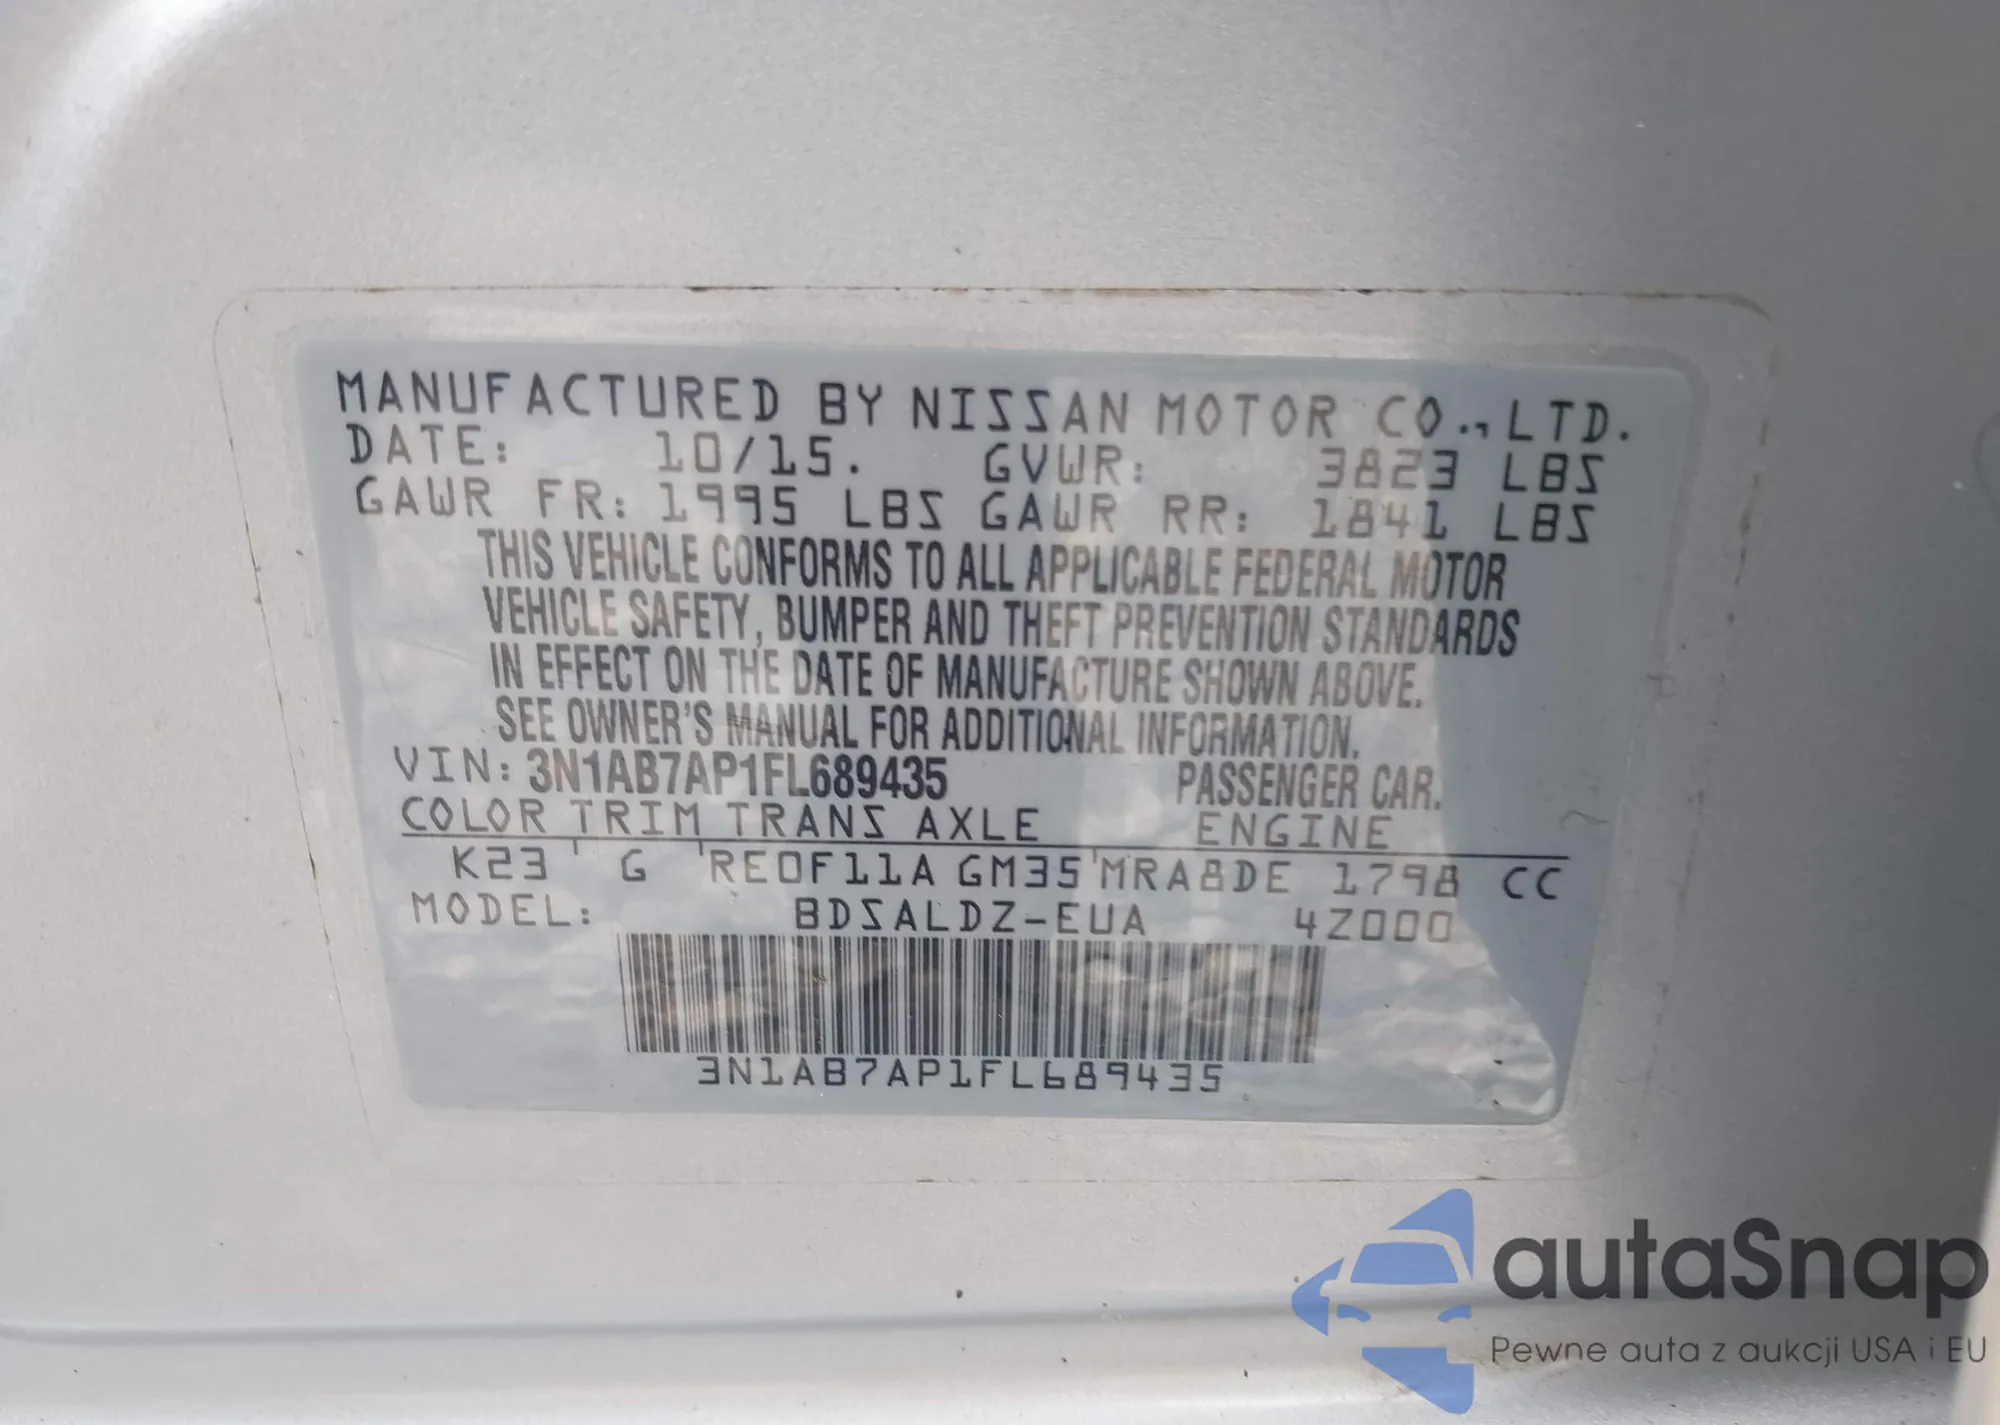 MANUFACTURED BY NISSAN MOTOR CO., LTD.
DATE: 10/15. GVWR: 3823 LBS
GAWR FR: 1995 LBS GAWR RR: 1841 LBS
THIS VEHICLE CONFORMS TO ALL APPLICABLE FEDERAL MOTOR
VEHICLE SAFETY, BUMPER AND THEFT PREVENTION STANDARDS
IN EFFECT ON THE DATE OF MANUFACTURE SHOWN ABOVE.
SEE OWNER'S MANUAL FOR ADDITIONAL INFORMATION.
VIN: 3N1AB7AP1FL689435 PASSENGER CAR.
COLOR TRIM TRANS AXLE ENGINE
K23 G RE0F11A GM35 MRA8DE 1798 CC
MODEL: BDSALDZ-EUA 4Z000
3N1AB7AP1FL689435
autaSnap
Pewne auta z aukcji USA i EU